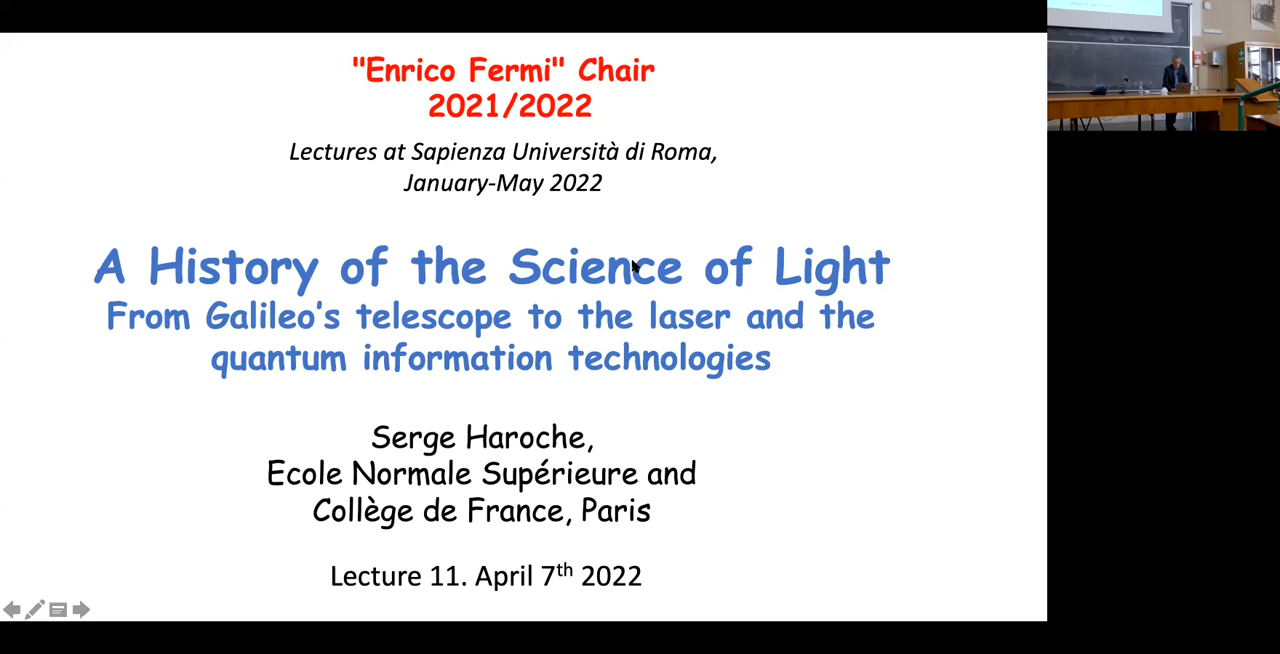 "Enrico Fermi" Chair
2021/2022
Lectures at Sapienza Università di Roma,
January-May 2022
A History of the Science of Light
From Galileo's telescope to the laser and the
quantum information technologies
Serge Haroche,
Ecole Normale Supérieure and
Collège de France, Paris
Lecture 11. April 7th 2022